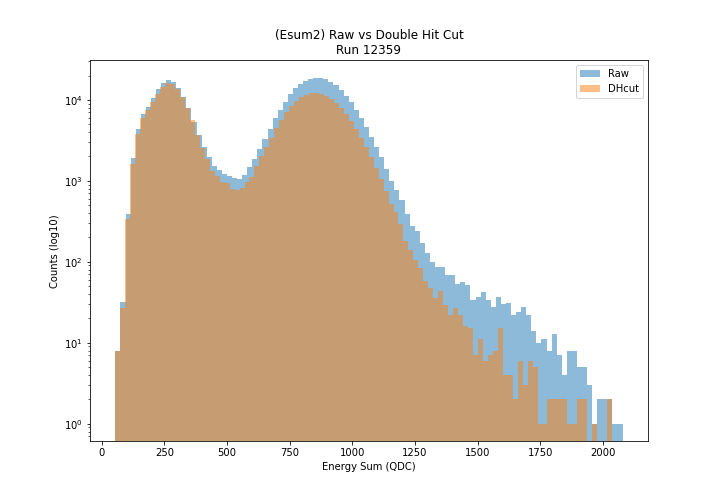 (Esum2) Raw vs Double Hit Cut
Run 12359
Raw
DHcut
Counts (log10)
10⁴
10³
10²
10¹
10⁰
0 250 500 750 1000 1250 1500 1750 2000
Energy Sum (QDC)